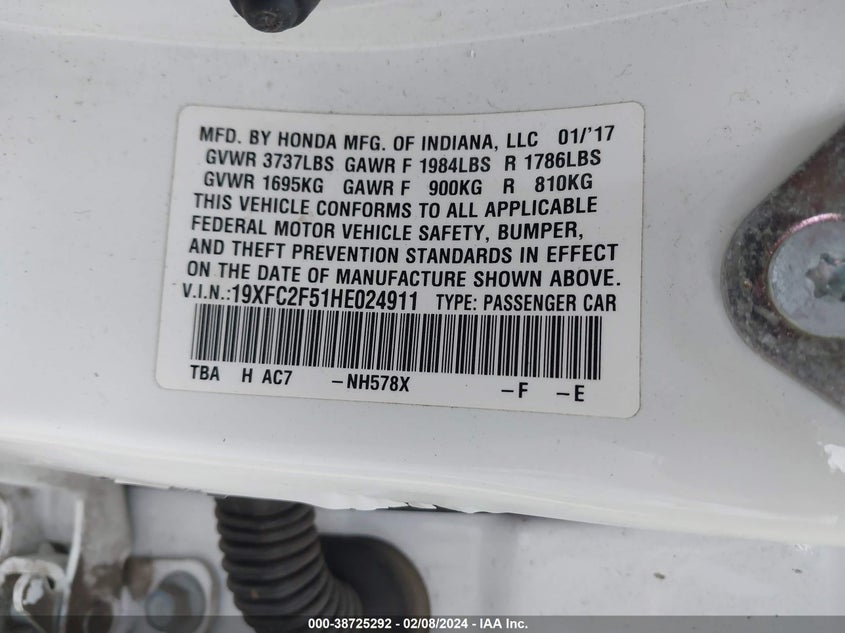 MFD. BY HONDA MFG. OF INDIANA, LLC 01/'17
GVWR 3737LBS GAWR F 1984LBS R 1786LBS
GVWR 1695KG GAWR F 900KG R 810KG
THIS VEHICLE CONFORMS TO ALL APPLICABLE
FEDERAL MOTOR VEHICLE SAFETY, BUMPER,
AND THEFT PREVENTION STANDARDS IN EFFECT
ON THE DATE OF MANUFACTURE SHOWN ABOVE.
V.I.N.:19XFC2F51HE024911 TYPE: PASSENGER CAR
TBA H AC7 -NH578X -F -E
000-38725292 - 02/08/2024 - IAA Inc.